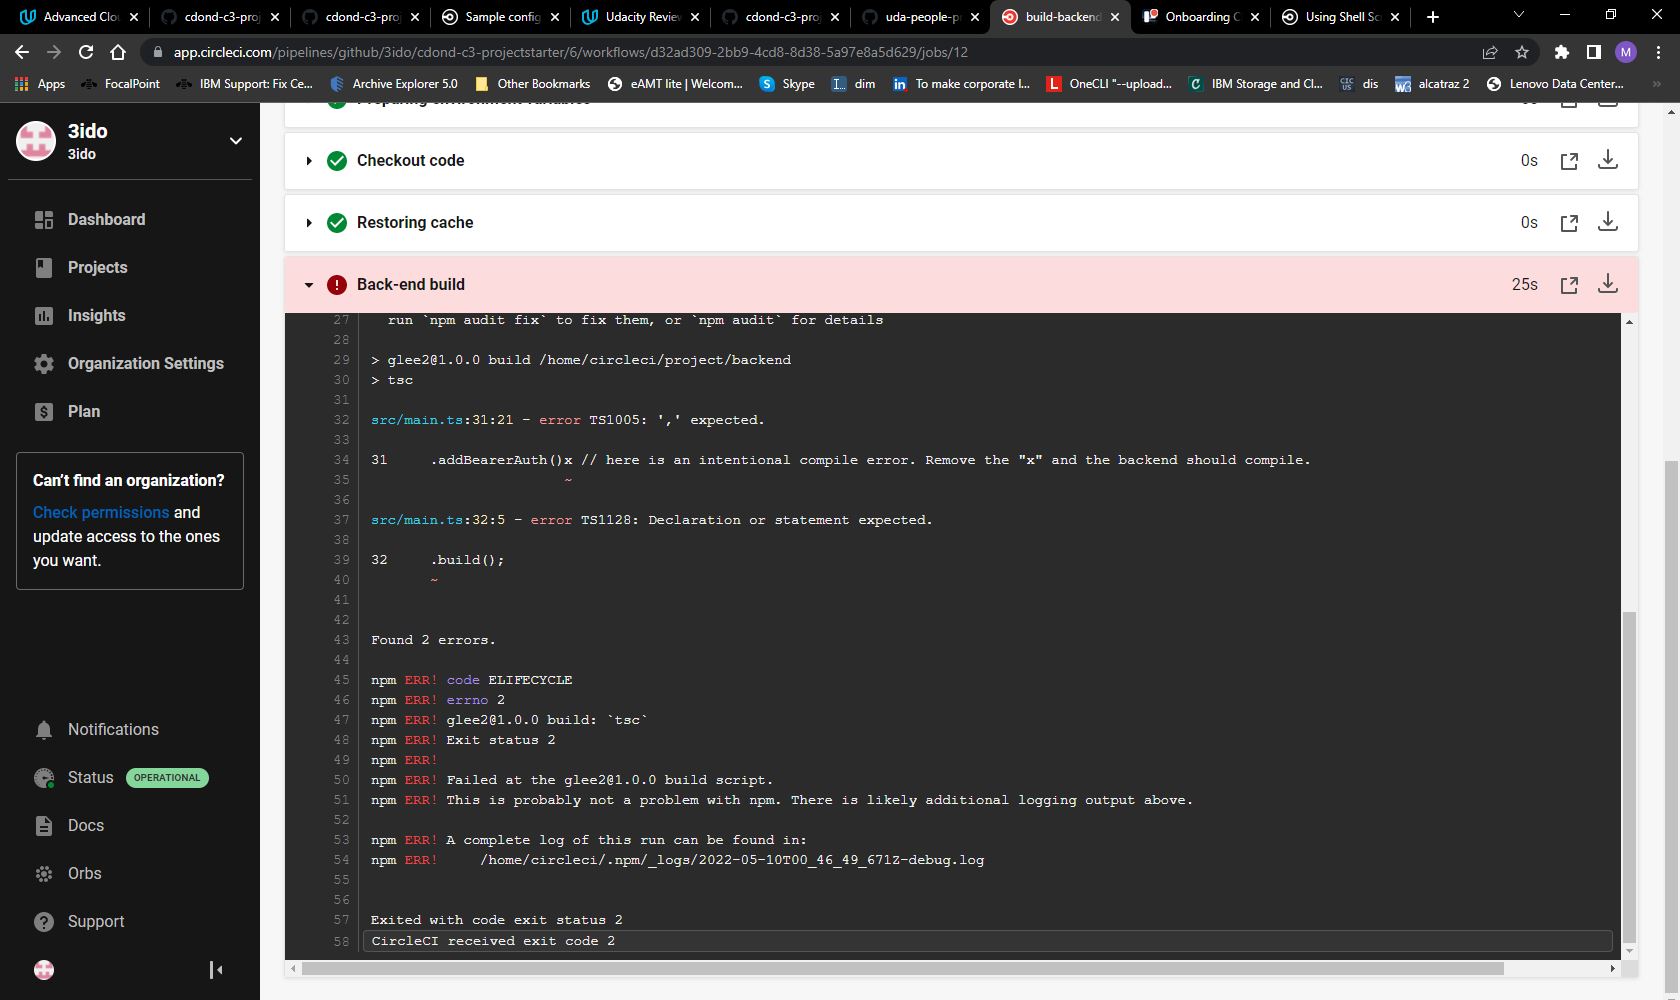 Advanced Clo
cdond-c3-proj
cdond-c3-proj
Sample config
Udacity Review
cdond-c3-proj
uda-people-p
build-backend
Onboarding C
Using Shell Sc
app.circleci.com/pipelines/github/3ido/cdond-c3-projectstarter/6/workflows/d32ad309-2bb9-4cd8-8d38-5a97e8a5d629/jobs/12
M
Apps
FocalPoint
IBM Support: Fix Ce...
Archive Explorer 5.0
Other Bookmarks
eAMT lite | Welcom...
Skype
dim
To make corporate l...
OneCLI "--upload...
IBM Storage and Cl...
dis
alcatraz 2
Lenovo Data Center...
3ido
3ido
Dashboard
Projects
Insights
Organization Settings
Plan
Can't find an organization?
Check permissions and
update access to the ones
you want.
Notifications
Status OPERATIONAL
Docs
Orbs
Support
Preparing environment variables
Checkout code 0s
Restoring cache 0s
Back-end build 25s
27 run `npm audit fix` to fix them, or `npm audit` for details
28
29 > glee2@1.0.0 build /home/circleci/project/backend
30 > tsc
31
32 src/main.ts:31:21 - error TS1005: ',' expected.
33
34 31 .addBearerAuth()x // here is an intentional compile error. Remove the "x" and the backend should compile.
35 ~
36
37 src/main.ts:32:5 - error TS1128: Declaration or statement expected.
38
39 32 .build();
40 ~
41
42
43 Found 2 errors.
44
45 npm ERR! code ELIFECYCLE
46 npm ERR! errno 2
47 npm ERR! glee2@1.0.0 build: `tsc`
48 npm ERR! Exit status 2
49 npm ERR!
50 npm ERR! Failed at the glee2@1.0.0 build script.
51 npm ERR! This is probably not a problem with npm. There is likely additional logging output above.
52
53 npm ERR! A complete log of this run can be found in:
54 npm ERR! /home/circleci/.npm/_logs/2022-05-10T00_46_49_671Z-debug.log
55
56
57 Exited with code exit status 2
58 CircleCI received exit code 2